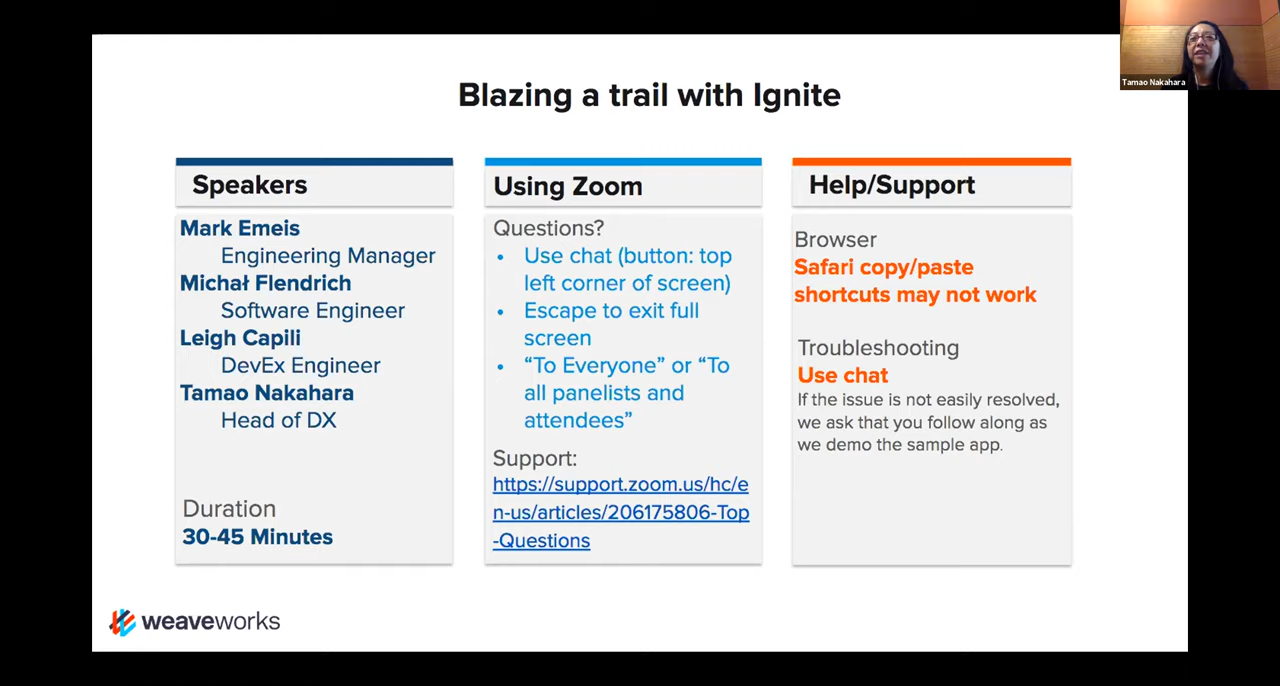 Tamao Nakahara
Blazing a trail with Ignite
Speakers
Mark Emeis
Engineering Manager
Michał Flendrich
Software Engineer
Leigh Capili
DevEx Engineer
Tamao Nakahara
Head of DX
Duration
30-45 Minutes
Using Zoom
Questions?
• Use chat (button: top
left corner of screen)
• Escape to exit full
screen
• “To Everyone” or “To
all panelists and
attendees”
Support:
https://support.zoom.us/hc/e
n-us/articles/206175806-Top
-Questions
Help/Support
Browser
Safari copy/paste
shortcuts may not work
Troubleshooting
Use chat
If the issue is not easily resolved,
we ask that you follow along as
we demo the sample app.
weaveworks